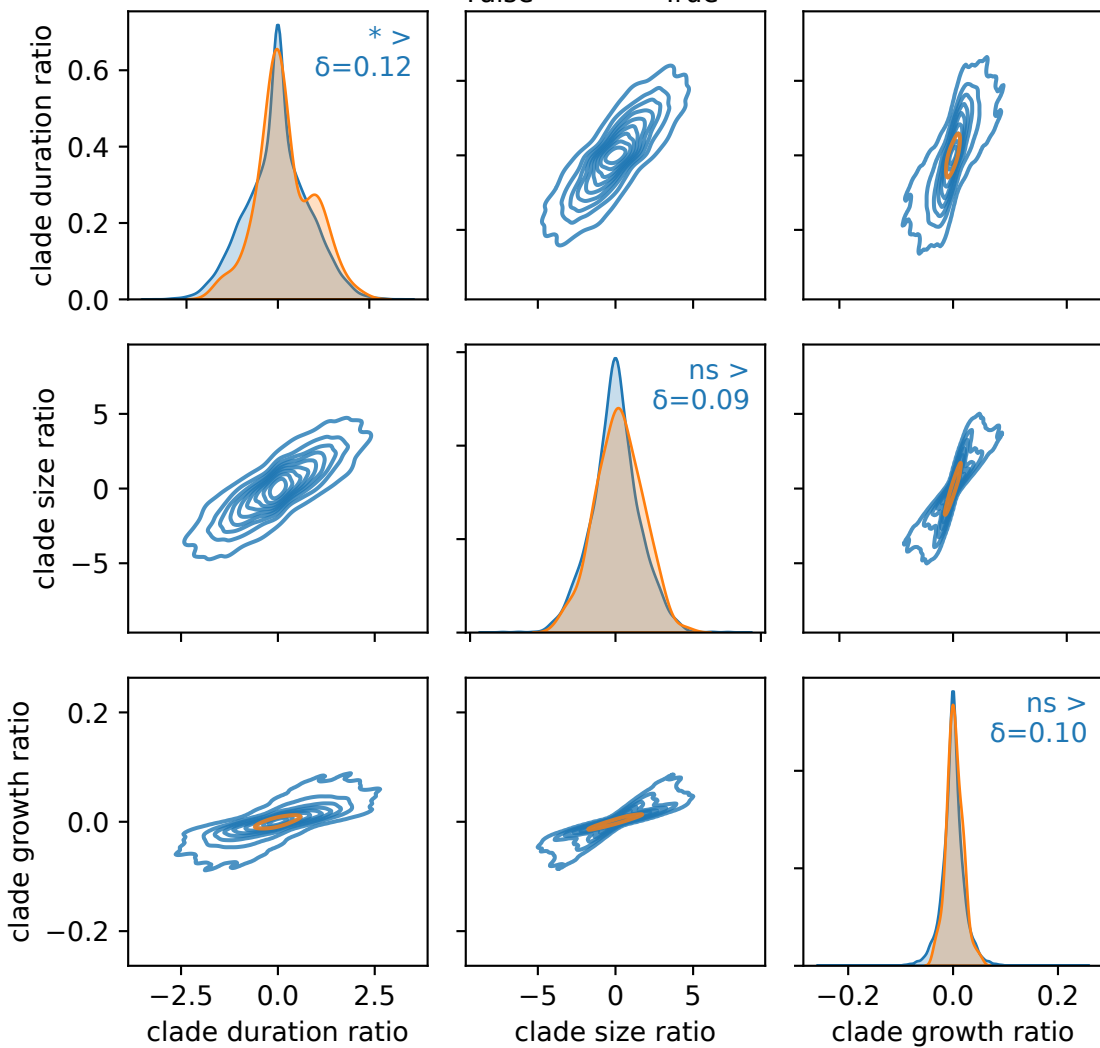 clade duration ratio
0.6
0.4
0.2
0.0
* >
δ=0.12
clade size ratio
5
0
−5
ns >
δ=0.09
clade growth ratio
0.2
0.0
−0.2
ns >
δ=0.10
−2.5 0.0 2.5
−5 0 5
−0.2 0.0 0.2
clade duration ratio
clade size ratio
clade growth ratio